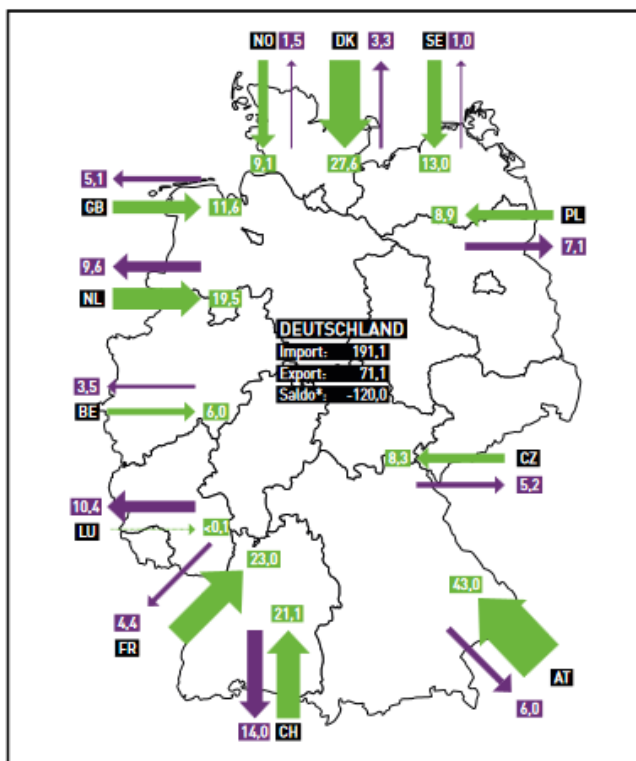 NO 1,5 DK 3,3 SE 1,0
9,1 27,6 13,0
5,1
GB 11,6
8,9 PL
7,1
9,6
NL 19,5
DEUTSCHLAND
Import: 191,1
Export: 71,1
Saldo*: -120,0
3,5
BE 6,0
8,3 CZ
5,2
10,4
LU <0,1
23,0
43,0
21,1
4,4
FR
AT
6,0
14,0 CH